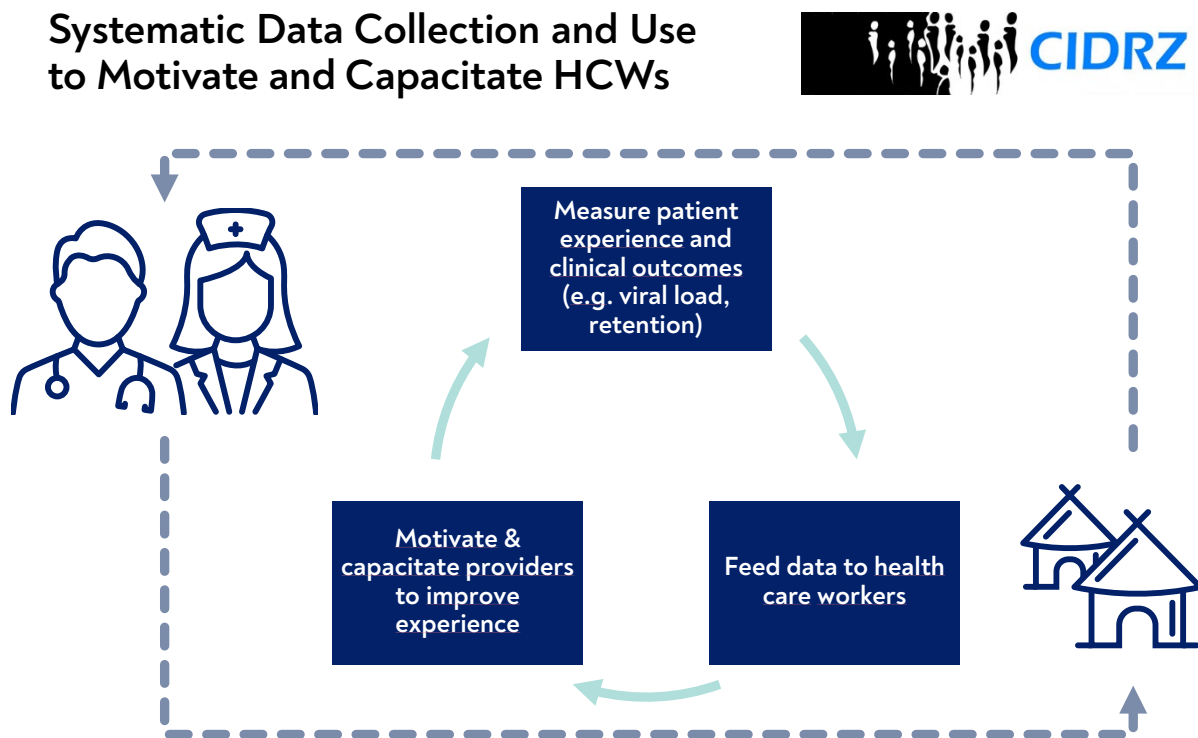 Systematic Data Collection and Use
to Motivate and Capacitate HCWs
CIDRZ
Measure patient
experience and
clinical outcomes
(e.g. viral load,
retention)
Motivate &
capacitate providers
to improve
experience
Feed data to health
care workers